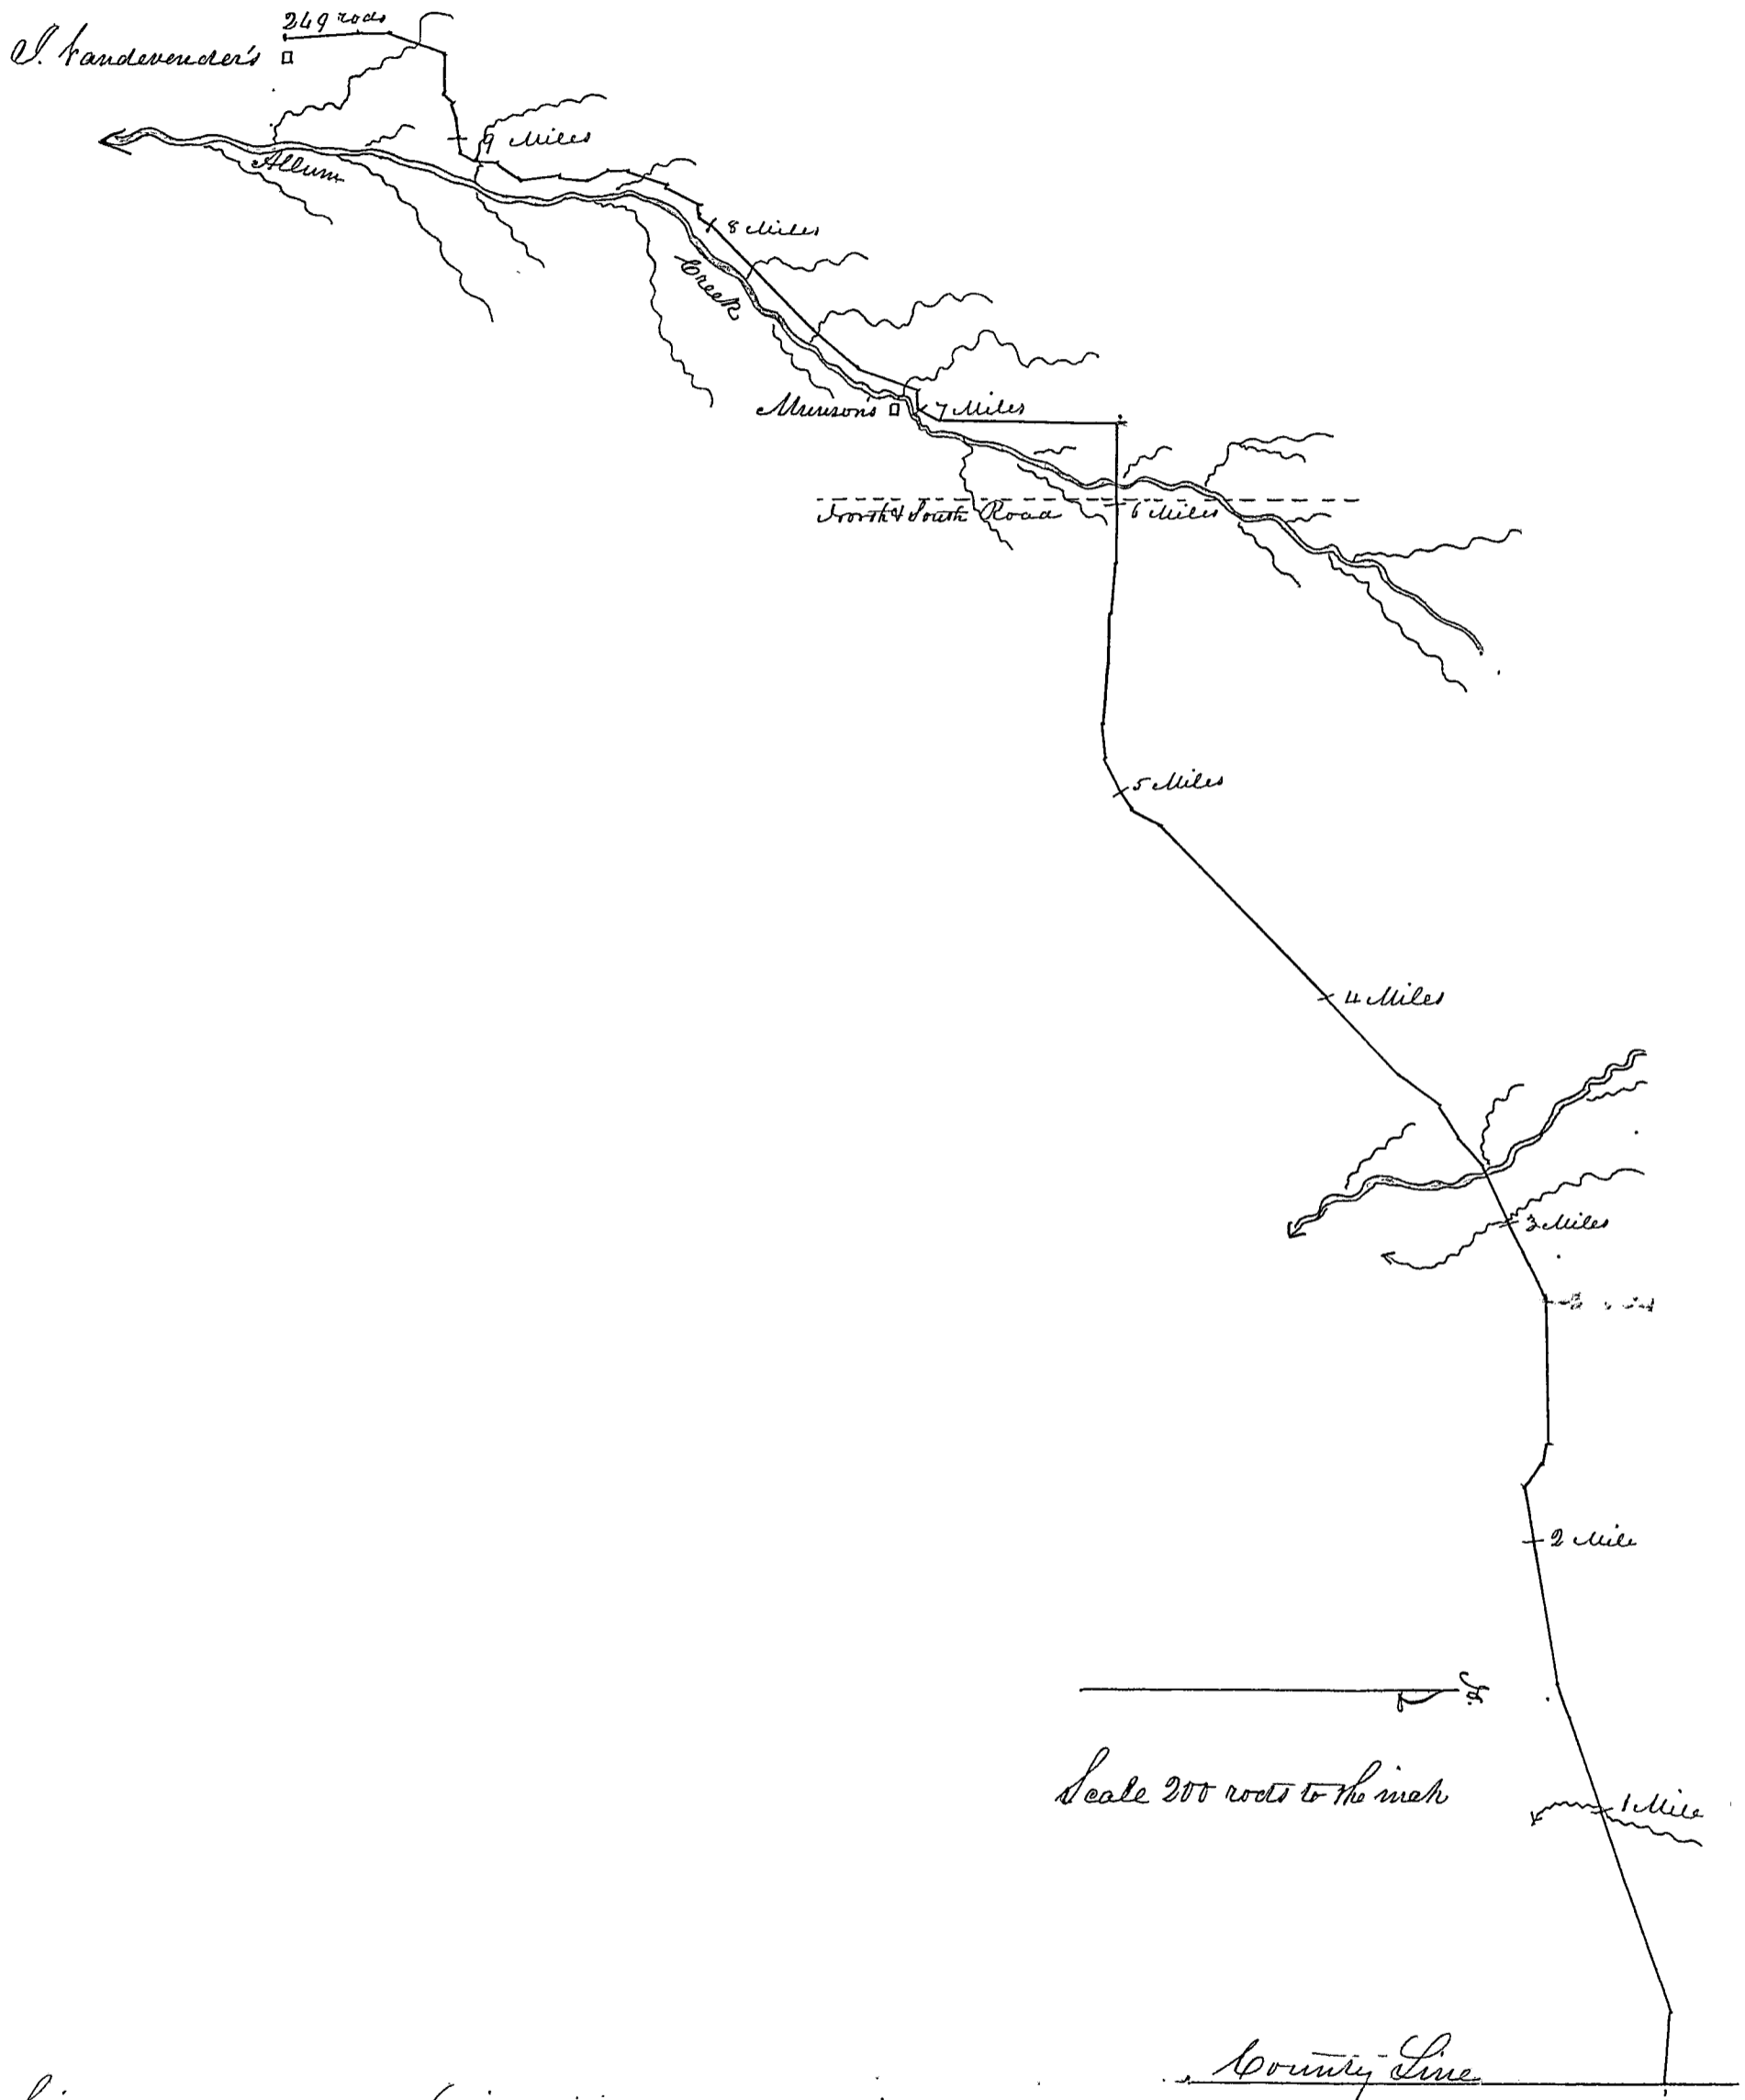 249 rods
I. Vandevender's
9 Miles
Allum
8 Miles
Creek
Munson's
7 Miles
North & South Road
6 Miles
5 Miles
4 Miles
3 Miles
2 Mile
Scale 200 rods to the inch
1 Mile
County Line